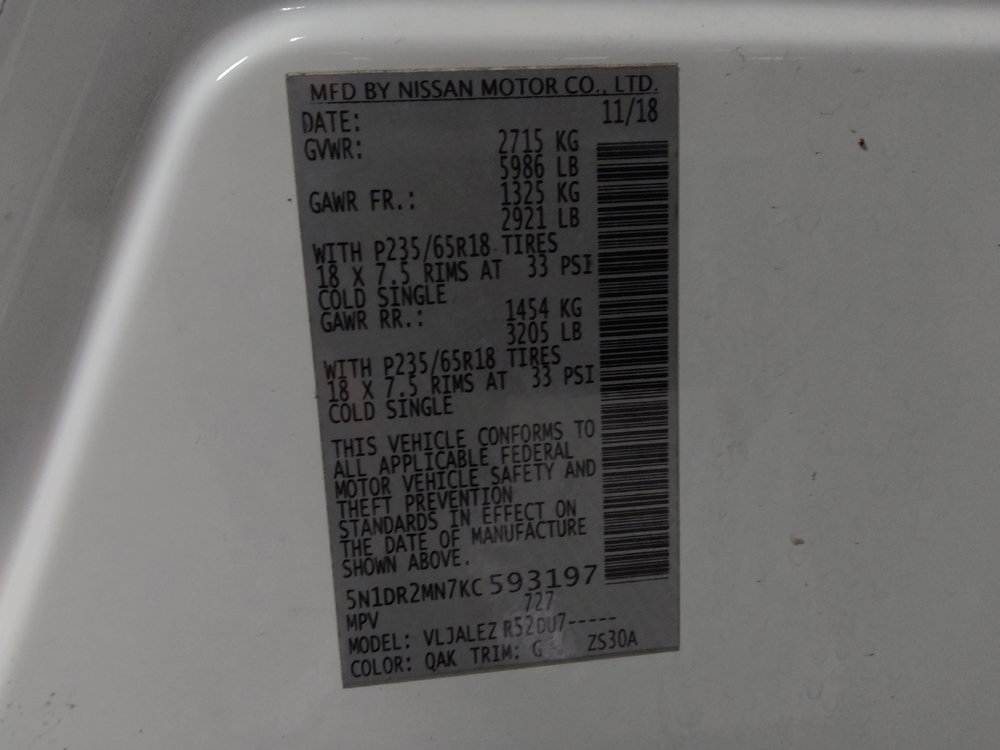 MFD BY NISSAN MOTOR CO., LTD.
DATE: 11/18
GVWR: 2715 KG
5986 LB
GAWR FR.: 1325 KG
2921 LB
WITH P235/65R18 TIRES
18 X 7.5 RIMS AT 33 PSI
COLD SINGLE
GAWR RR.: 1454 KG
3205 LB
WITH P235/65R18 TIRES
18 X 7.5 RIMS AT 33 PSI
COLD SINGLE
THIS VEHICLE CONFORMS TO
ALL APPLICABLE FEDERAL
MOTOR VEHICLE SAFETY AND
THEFT PREVENTION
STANDARDS IN EFFECT ON
THE DATE OF MANUFACTURE
SHOWN ABOVE.
5N1DR2MN7KC 593197
MPV 727
MODEL: VLJALEZ R52DU7-----
COLOR: QAK TRIM: ZS30A